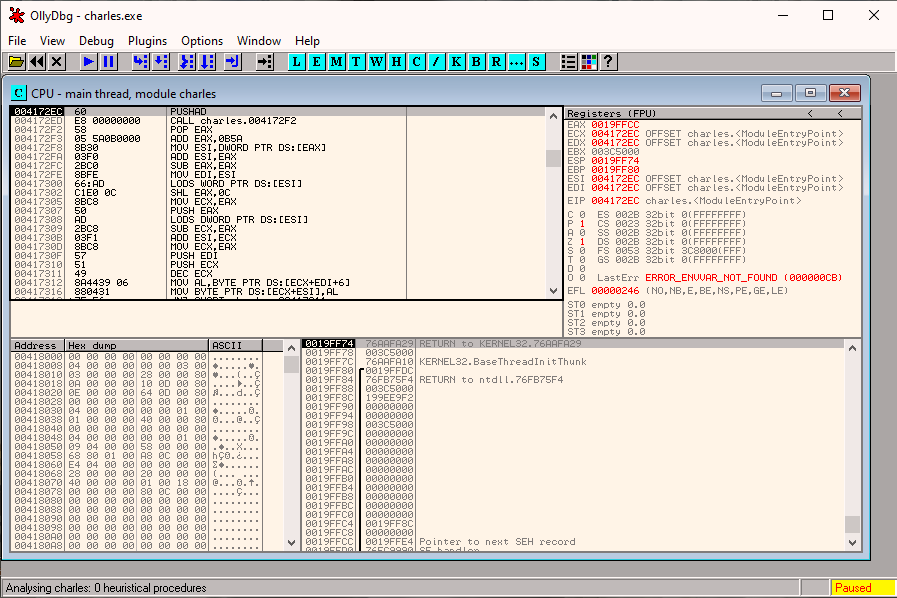 OllyDbg - charles.exe
File View Debug Plugins Options Window Help
L E M T W H C / K B R ... S ?
C CPU - main thread, module charles
004172EC 60 PUSHAD
004172ED E8 00000000 CALL charles.004172F2
004172F2 58 POP EAX
004172F3 05 5A0B0000 ADD EAX,0B5A
004172F8 8B30 MOV ESI,DWORD PTR DS:[EAX]
004172FA 03F0 ADD ESI,EAX
004172FC 2BC0 SUB EAX,EAX
004172FE 8BFE MOV EDI,ESI
00417300 66:AD LODS WORD PTR DS:[ESI]
00417302 C1E0 0C SHL EAX,0C
00417305 8BC8 MOV ECX,EAX
00417307 50 PUSH EAX
00417308 AD LODS DWORD PTR DS:[ESI]
00417309 2BC8 SUB ECX,EAX
0041730B 03F1 ADD ESI,ECX
0041730D 8BC8 MOV ECX,EAX
0041730F 57 PUSH EDI
00417310 51 PUSH ECX
00417311 49 DEC ECX
00417312 8A4439 06 MOV AL,BYTE PTR DS:[ECX+EDI+6]
00417316 880431 MOV BYTE PTR DS:[ECX+ESI],AL
Registers (FPU) < <
EAX 0019FFCC
ECX 004172EC OFFSET charles.<ModuleEntryPoint>
EDX 004172EC OFFSET charles.<ModuleEntryPoint>
EBX 003C5000
ESP 0019FF74
EBP 0019FF80
ESI 004172EC OFFSET charles.<ModuleEntryPoint>
EDI 004172EC OFFSET charles.<ModuleEntryPoint>
EIP 004172EC charles.<ModuleEntryPoint>
C 0 ES 002B 32bit 0(FFFFFFFF)
P 1 CS 0023 32bit 0(FFFFFFFF)
A 0 SS 002B 32bit 0(FFFFFFFF)
Z 1 DS 002B 32bit 0(FFFFFFFF)
S 0 FS 0053 32bit 3C8000(FFF)
T 0 GS 002B 32bit 0(FFFFFFFF)
D 0
O 0 LastErr ERROR_ENVVAR_NOT_FOUND (000000CB)
EFL 00000246 (NO,NB,E,BE,NS,PE,GE,LE)
ST0 empty 0.0
ST1 empty 0.0
ST2 empty 0.0
ST3 empty 0.0
Address Hex dump ASCII
00418000 00 00 00 00 00 00 00 00 ........
00418008 04 00 00 00 00 00 03 00 ♦.....♥.
00418010 03 00 00 00 28 00 00 80 ♥...(..Ç
00418018 0A 00 00 00 10 0D 00 80
00418020 0E 00 00 00 64 0D 00 80
00418028 00 00 00 00 00 00 00 00 ........
00418030 04 00 00 00 00 00 01 00
00418038 01 00 00 00 40 00 00 80
00418040 00 00 00 00 00 00 00 00 ........
00418048 04 00 00 00 00 00 01 00
00418050 09 04 00 00 58 00 00 00
00418058 68 80 01 00 A8 0C 00 00
00418060 E4 04 00 00 00 00 00 00
00418068 28 00 00 00 20 00 00 00
00418070 40 00 00 00 01 00 18 00
00418078 00 00 00 00 80 0C 00 00
00418080 00 00 00 00 00 00 00 00 ........
00418088 00 00 00 00 00 00 00 00 ........
00418090 00 00 00 00 00 00 00 00 ........
00418098 00 00 00 00 00 00 00 00 ........
004180A0 00 00 00 00 00 00 00 00 ........
004180A8 00 00 00 00 00 00 00 00 ........
0019FF74 76AAFA29 RETURN to KERNEL32.76AAFA29
0019FF78 003C5000
0019FF7C 76AAFA10 KERNEL32.BaseThreadInitThunk
0019FF80 0019FFDC
0019FF84 76FB75F4 RETURN to ntdll.76FB75F4
0019FF88 003C5000
0019FF8C 199EE9F2
0019FF90 00000000
0019FF94 00000000
0019FF98 003C5000
0019FF9C 00000000
0019FFA0 00000000
0019FFA4 00000000
0019FFA8 00000000
0019FFAC 00000000
0019FFB0 00000000
0019FFB4 00000000
0019FFB8 00000000
0019FFBC 00000000
0019FFC0 00000000
0019FFC4 0019FF8C
0019FFC8 00000000
0019FFCC 0019FFE4 Pointer to next SEH record
0019FFD0 SE handler
Analysing charles: 0 heuristical procedures
Paused